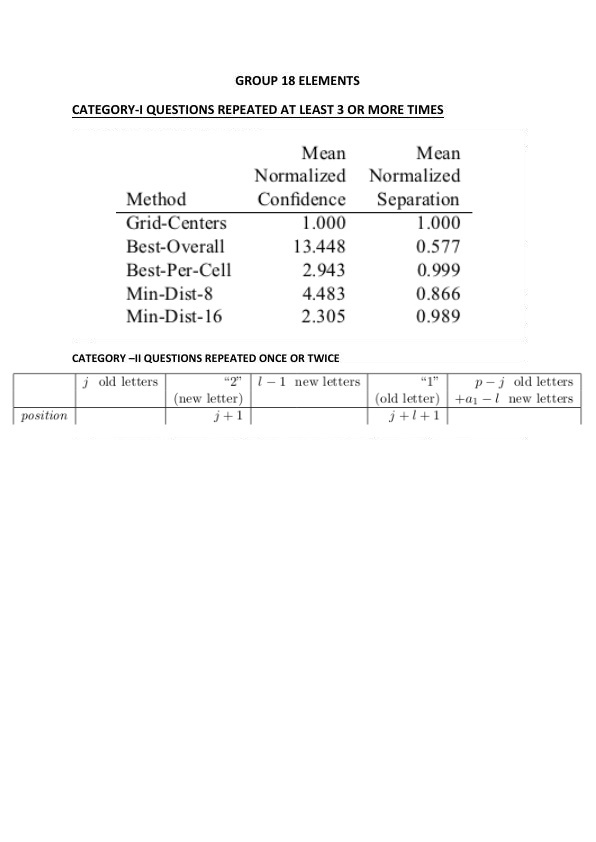 GROUP 18 ELEMENTS
CATEGORY-I QUESTIONS REPEATED AT LEAST 3 OR MORE TIMES
Mean Mean
Normalized Normalized
Method Confidence Separation
Grid-Centers 1.000 1.000
Best-Overall 13.448 0.577
Best-Per-Cell 2.943 0.999
Min-Dist-8 4.483 0.866
Min-Dist-16 2.305 0.989
CATEGORY –II QUESTIONS REPEATED ONCE OR TWICE
j old letters "2" l − 1 new letters "1" p − j old letters
(new letter) (old letter) +a₁ − l new letters
position j + 1 j + l + 1